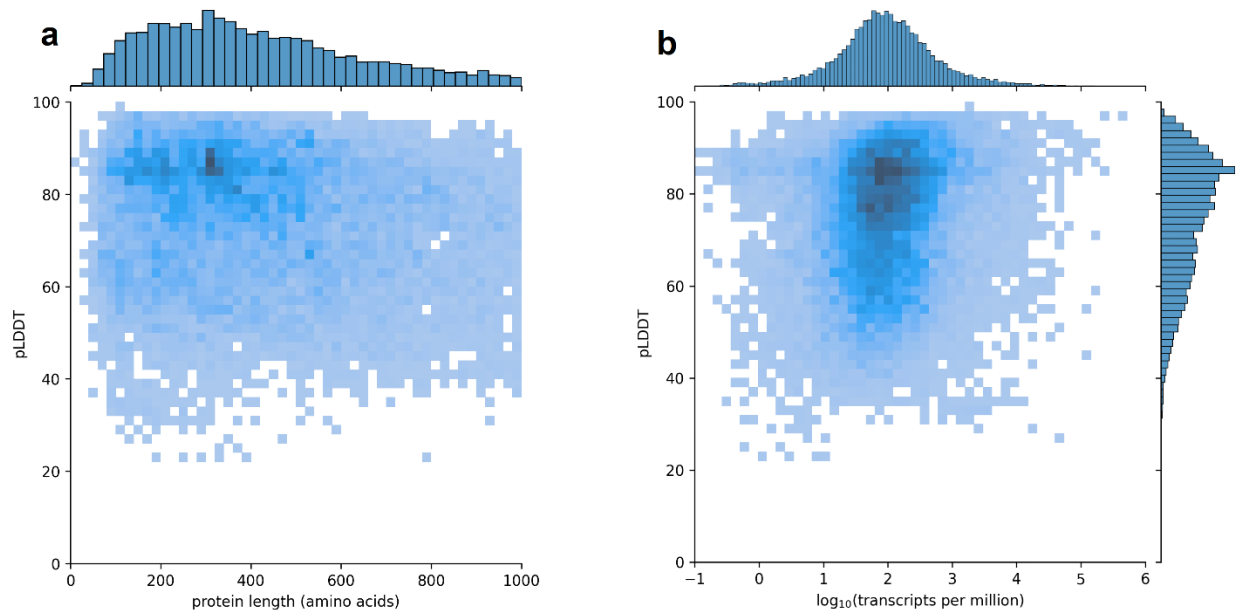 a
b
100
80
60
40
20
0
pLDDT
0 200 400 600 800 1000
protein length (amino acids)
100
80
60
40
20
0
pLDDT
−1 0 1 2 3 4 5 6
log₁₀(transcripts per million)